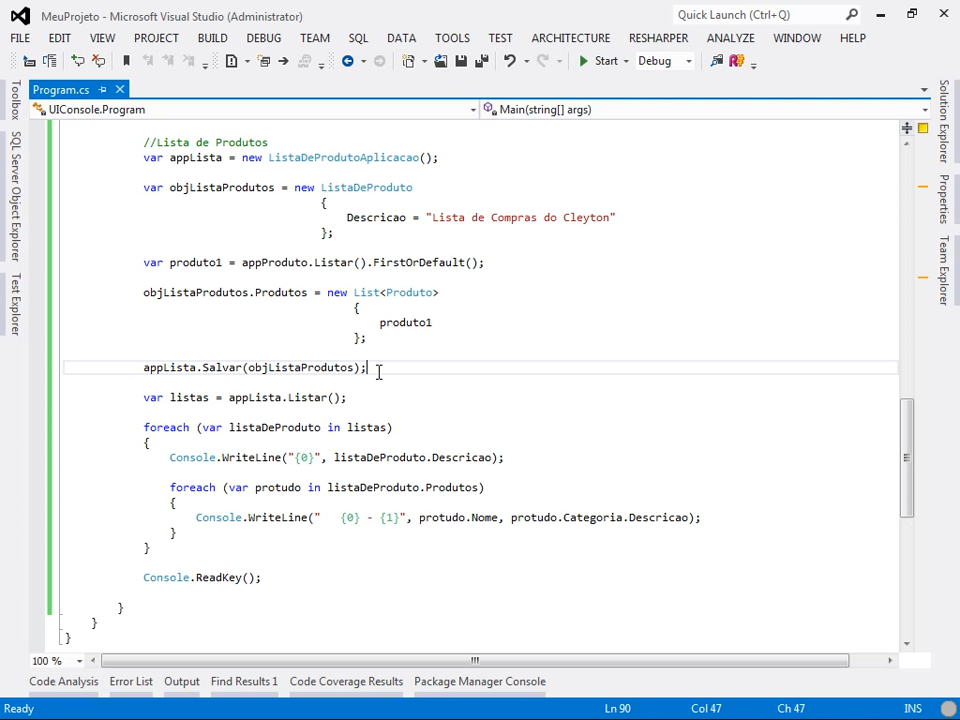 MeuProjeto - Microsoft Visual Studio (Administrator)
Quick Launch (Ctrl+Q)
FILE EDIT VIEW PROJECT BUILD DEBUG TEAM SQL DATA TOOLS TEST ARCHITECTURE RESHARPER ANALYZE WINDOW HELP
Start Debug
Program.cs
UIConsole.Program
Main(string[] args)
Toolbox
SQL Server Object Explorer
Test Explorer
//Lista de Produtos
var appLista = new ListaDeProdutoAplicacao();
var objListaProdutos = new ListaDeProduto
{
Descricao = "Lista de Compras do Cleyton"
};
var produto1 = appProduto.Listar().FirstOrDefault();
objListaProdutos.Produtos = new List<Produto>
{
produto1
};
appLista.Salvar(objListaProdutos);
var listas = appLista.Listar();
foreach (var listaDeProduto in listas)
{
Console.WriteLine("{0}", listaDeProduto.Descricao);
foreach (var protudo in listaDeProduto.Produtos)
{
Console.WriteLine("   {0} - {1}", protudo.Nome, protudo.Categoria.Descricao);
}
}
Console.ReadKey();
}
}
}
Solution Explorer
Properties
Team Explorer
100 %
Code Analysis Error List Output Find Results 1 Code Coverage Results Package Manager Console
Ready Ln 90 Col 47 Ch 47 INS